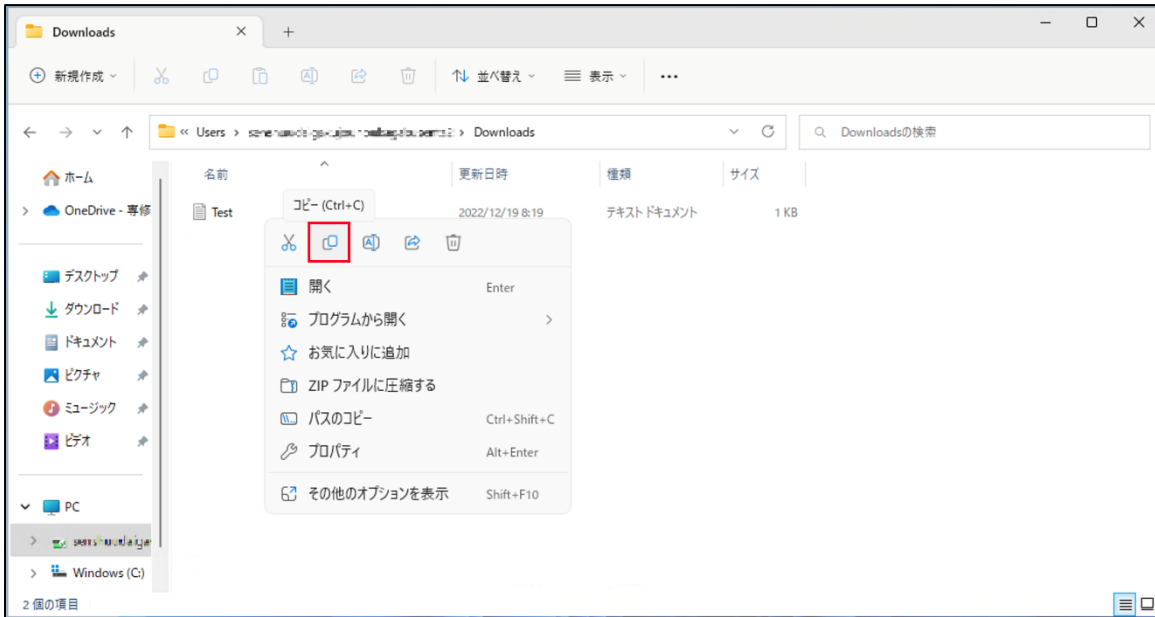 Downloads
新規作成
並べ替え
表示
« Users › › Downloads
Downloadsの検索
名前
更新日時
種類
サイズ
ホーム
OneDrive - 専修
Test
2022/12/19 8:19
テキスト ドキュメント
1 KB
コピー (Ctrl+C)
開く Enter
プログラムから開く
お気に入りに追加
ZIP ファイルに圧縮する
パスのコピー Ctrl+Shift+C
プロパティ Alt+Enter
その他のオプションを表示 Shift+F10
デスクトップ
ダウンロード
ドキュメント
ピクチャ
ミュージック
ビデオ
PC
Windows (C:)
2 個の項目